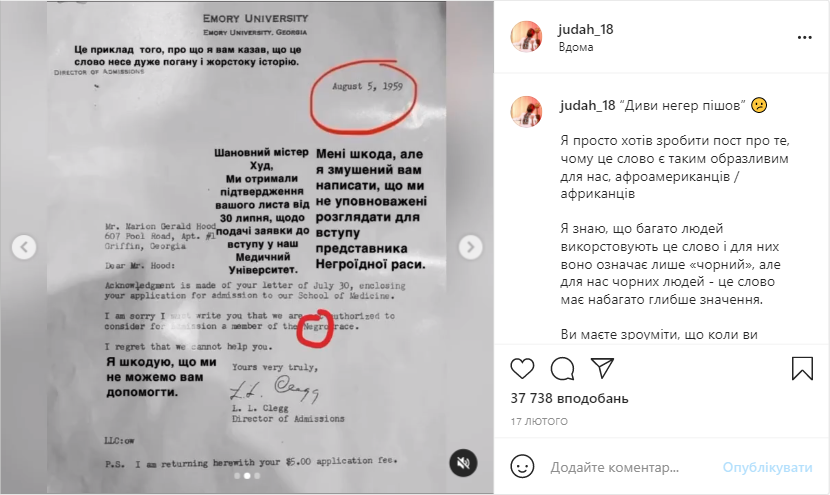 EMORY UNIVERSITY
EMORY UNIVERSITY, GEORGIA
Це приклад того, про що я вам казав, що це
слово несе дуже погану і жорстоку історію.
DIRECTOR OF ADMISSIONS
August 5, 1959
Шановний містер
Худ,
Ми отримали
підтвердження
вашого листа від
30 липня, щодо
подачі заявки до
вступу у наш
Медичний
Університет.
Мені шкода, але
я змушений вам
написати, що ми
не уповноважені
розглядати для
вступу
представника
Негроїдної раси.
Mr. Marion Gerald Hood
607 Pool Road, Apt. #1
Griffin, Georgia
Dear Mr. Hood:
Acknowledgment is made of your letter of July 30, enclosing
your application for admission to our School of Medicine.
I am sorry I must write you that we are not authorized to
consider for admission a member of the Negro race.
I regret that we cannot help you.
Я шкодую, що ми
не можемо вам
допомогти.
Yours very truly,
L. L. Clegg
L. L. Clegg
Director of Admissions
LLC:ow
P.S. I am returning herewith your $5.00 application fee.
judah_18
Вдома
judah_18 “Диви негер пішов”
Я просто хотів зробити пост про те,
чому це слово є таким образливим
для нас, афроамериканців /
африканців
Я знаю, що багато людей
викорстовують це слово і для них
воно означає лише «чорний», але
для нас чорних людей - це слово
має набагато глибше значення.
Ви маєте зроуміти, що коли ви
37 738 вподобань
17 ЛЮТОГО
Додайте коментар...
Опублікувати